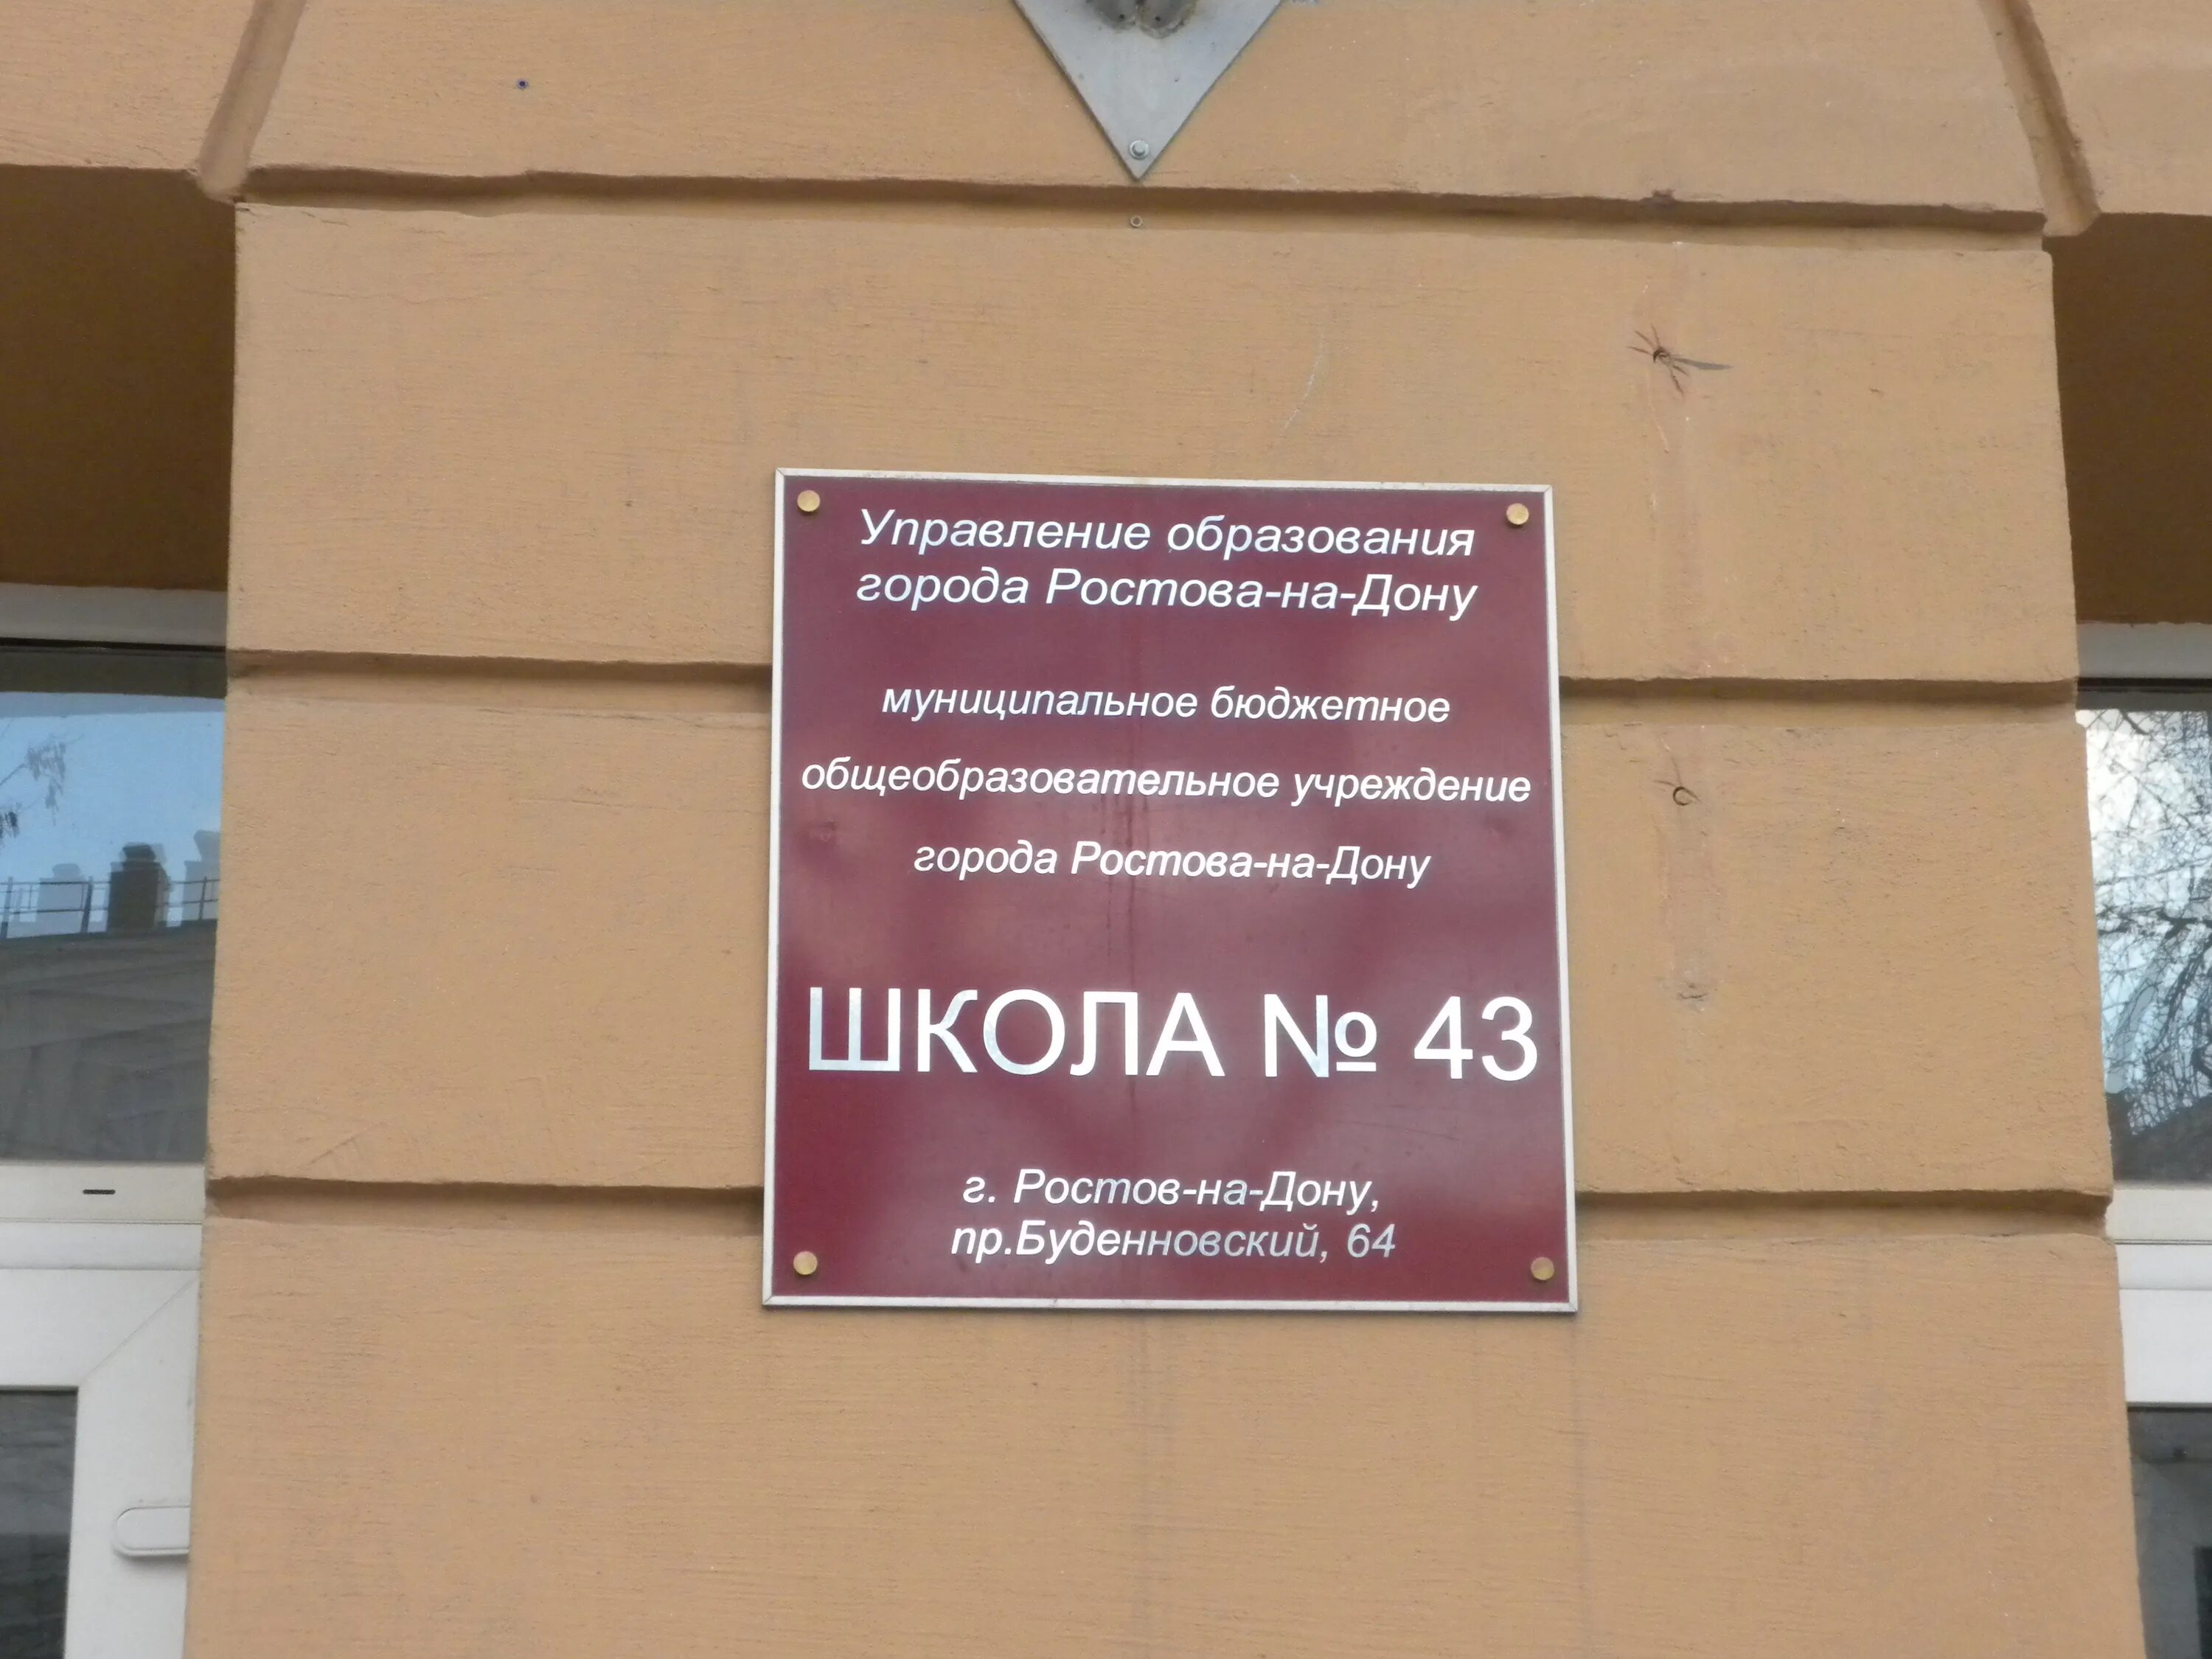 Управление образования
города Ростова-на-Дону
муниципальное бюджетное
общеобразовательное учреждение
города Ростова-на-Дону
ШКОЛА № 43
г. Ростов-на-Дону,
пр.Буденновский, 64